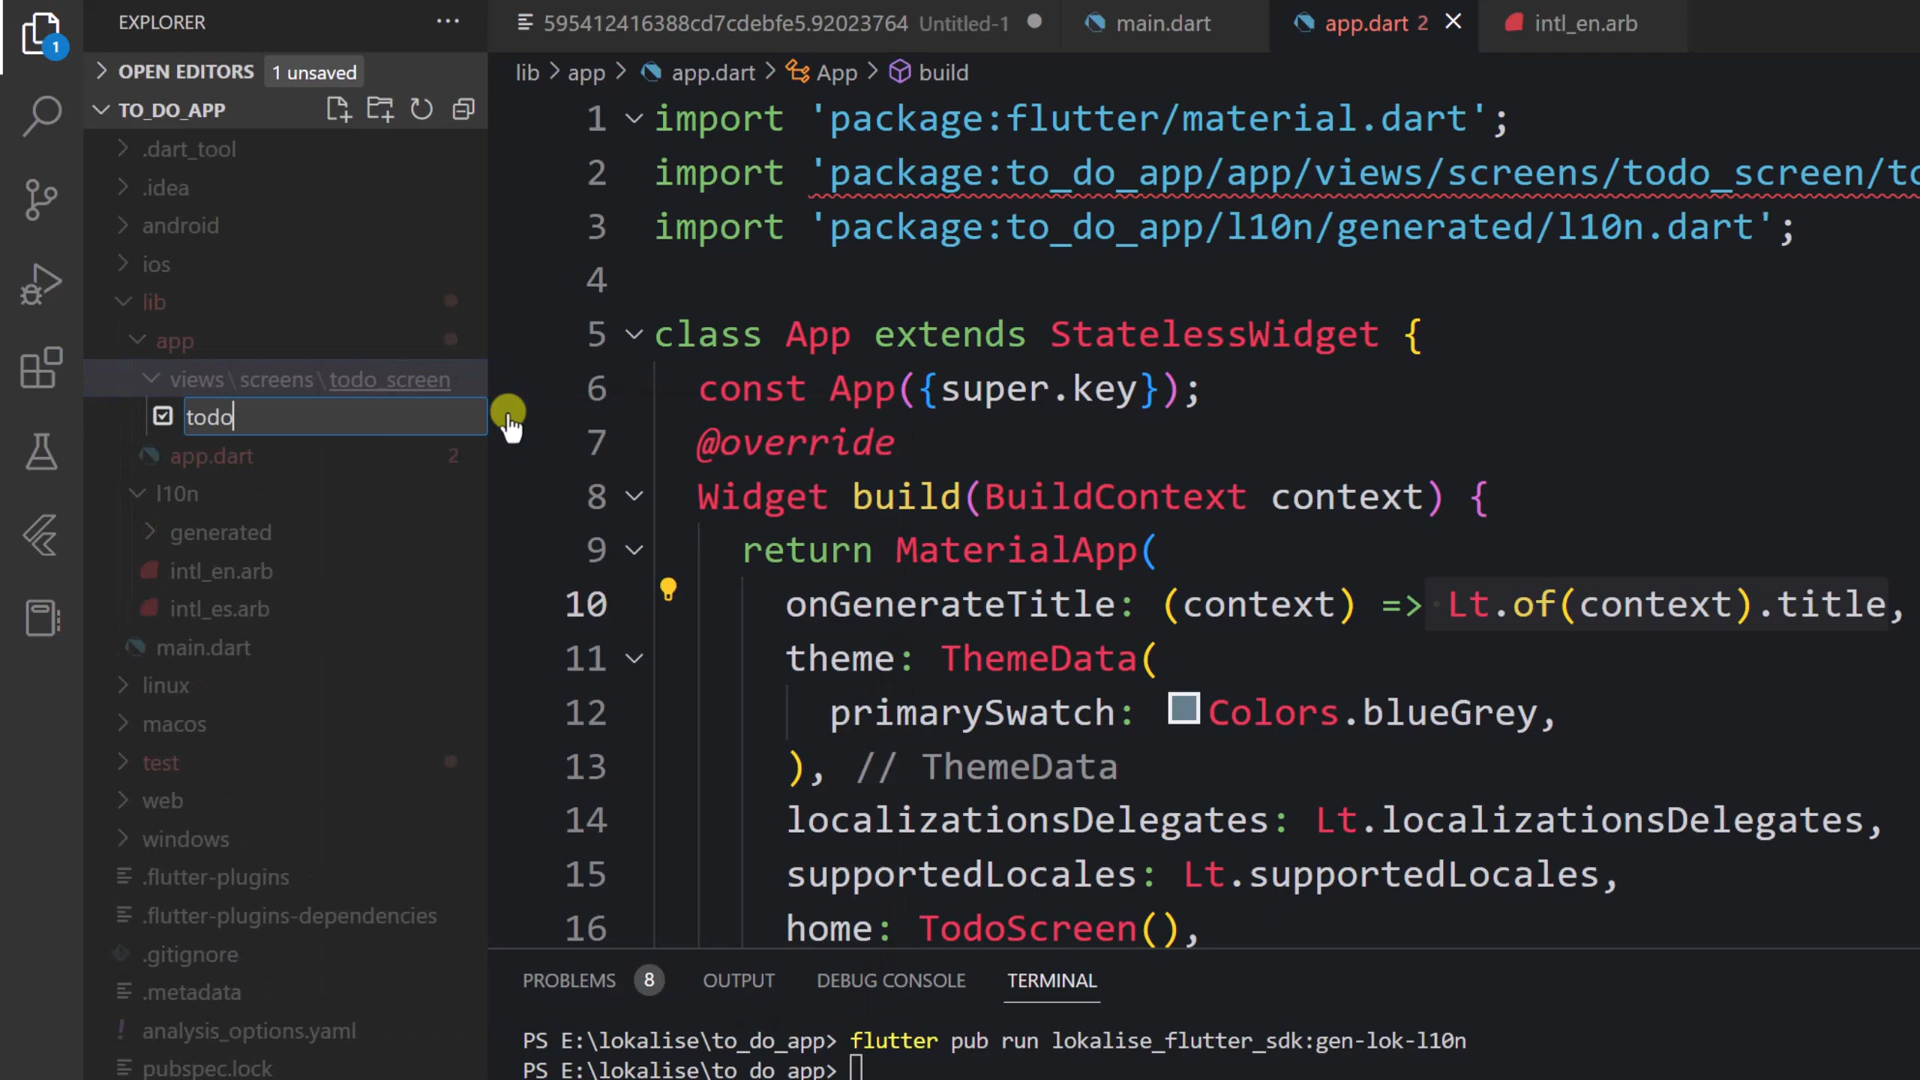 EXPLORER
1
OPEN EDITORS 1 unsaved
TO_DO_APP
.dart_tool
.idea
android
ios
lib
app
views\screens\todo_screen
todo
app.dart 2
l10n
generated
intl_en.arb
intl_es.arb
main.dart
linux
macos
test
web
windows
.flutter-plugins
.flutter-plugins-dependencies
.gitignore
.metadata
! analysis_options.yaml
pubspec.lock
595412416388cd7cdebfe5.92023764 Untitled-1
main.dart
app.dart 2
intl_en.arb
lib > app > app.dart > App > build
1 import 'package:flutter/material.dart';
2 import 'package:to_do_app/app/views/screens/todo_screen/to
3 import 'package:to_do_app/l10n/generated/l10n.dart';
4
5 class App extends StatelessWidget {
6 const App({super.key});
7 @override
8 Widget build(BuildContext context) {
9 return MaterialApp(
10 onGenerateTitle: (context) => Lt.of(context).title,
11 theme: ThemeData(
12 primarySwatch: Colors.blueGrey,
13 ), // ThemeData
14 localizationsDelegates: Lt.localizationsDelegates,
15 supportedLocales: Lt.supportedLocales,
16 home: TodoScreen(),
PROBLEMS 8 OUTPUT DEBUG CONSOLE TERMINAL
PS E:\lokalise\to_do_app> flutter pub run lokalise_flutter_sdk:gen-lok-l10n
PS E:\lokalise\to_do_app>